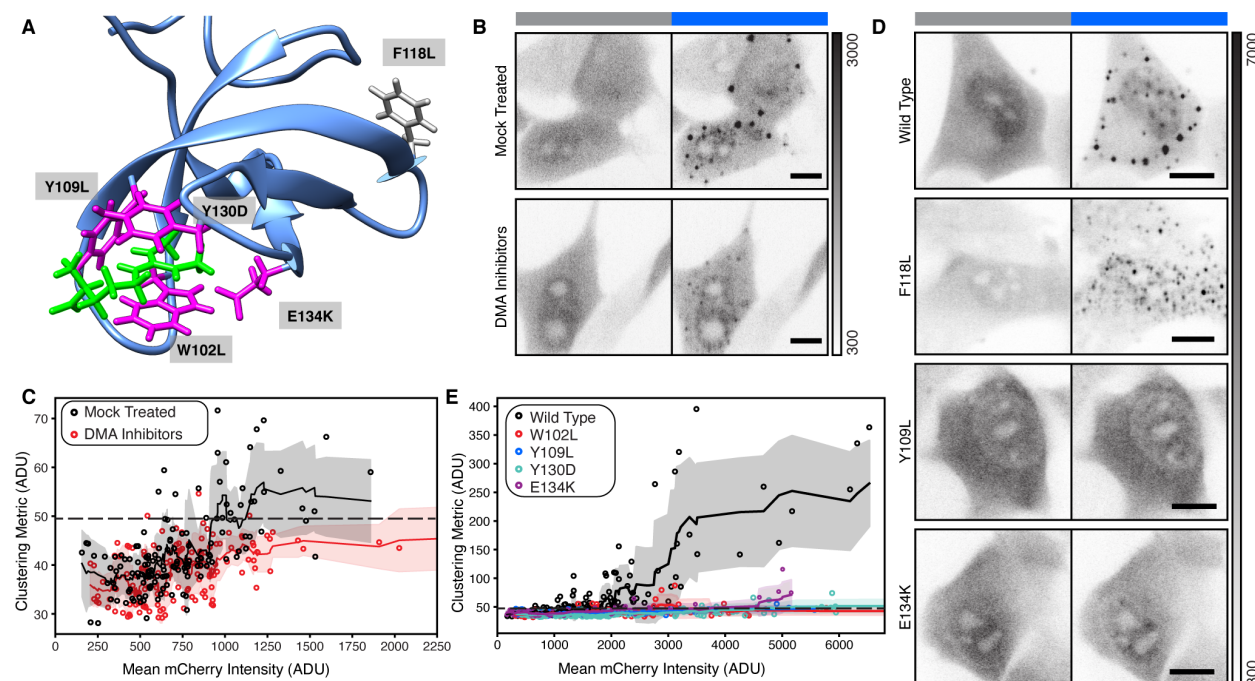 A
F118L
Y109L
Y130D
E134K
W102L
B
Mock Treated
DMA Inihibitors
3000
300
C
Mock Treated
DMA Inhibitors
Clustering Metric (ADU)
70
60
50
40
30
0
250
500
750
1000
1250
1500
1750
2000
2250
Mean mCherry Intensity (ADU)
D
Wild Type
F118L
Y109L
E134K
7000
E
Wild Type
W102L
Y109L
Y130D
E134K
Clustering Metric (ADU)
400
350
300
250
200
150
100
50
0
1000
2000
3000
4000
5000
6000
Mean mCherry Intensity (ADU)